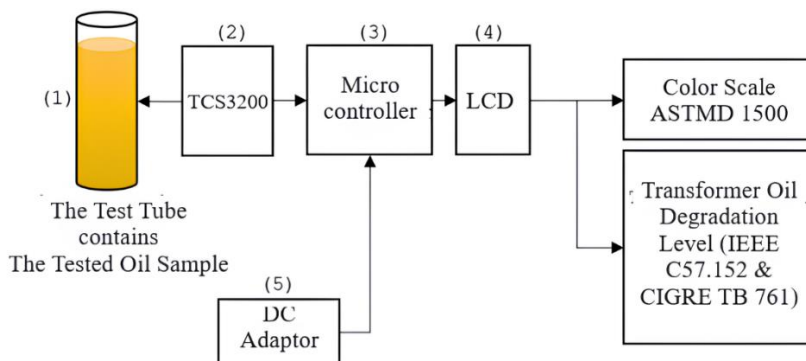 (1)
The Test Tube
contains
The Tested Oil Sample
(2)
TCS3200
(3)
Micro
controller
(4)
LCD
(5)
DC
Adaptor
Color Scale
ASTMD 1500
Transformer Oil
Degradation
Level (IEEE
C57.152 &
CIGRE TB 761)